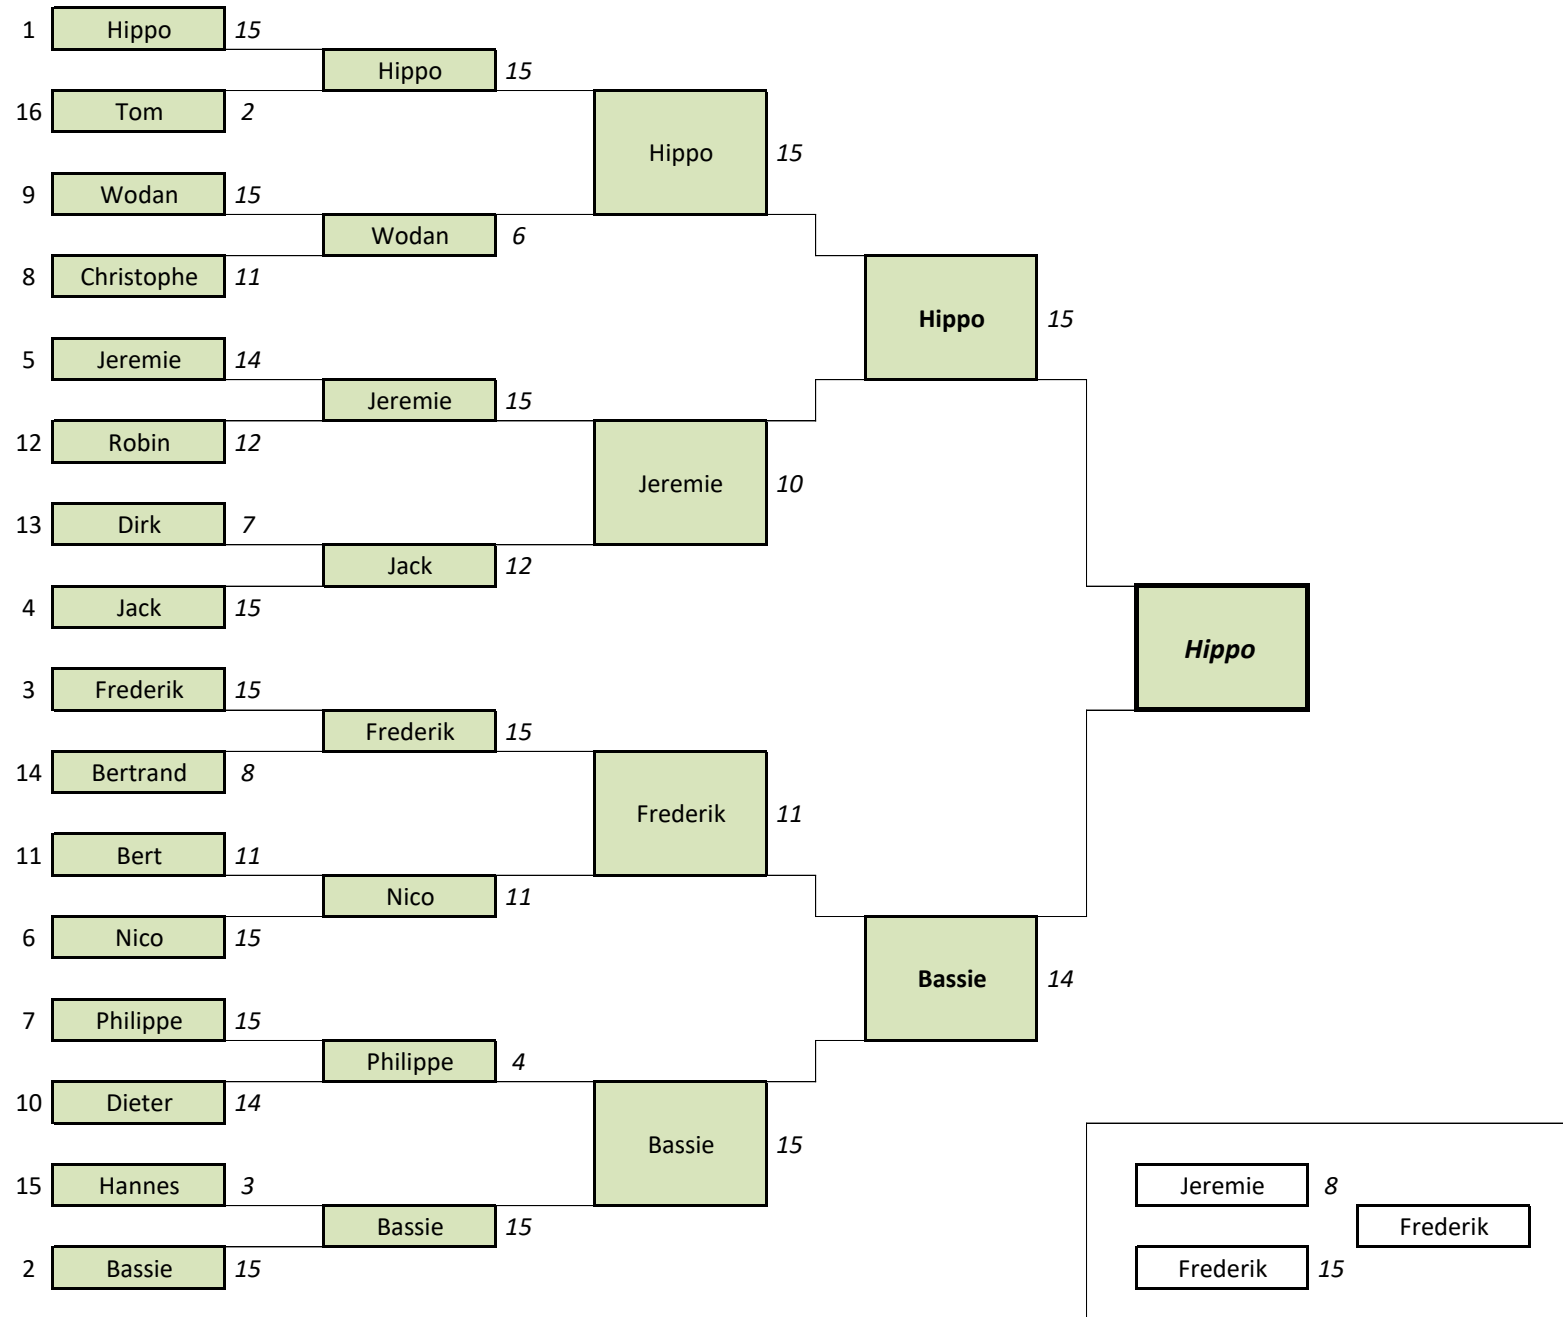 1 Hippo 15
Hippo 15
16 Tom 2
Hippo 15
9 Wodan 15
Wodan 6
8 Christophe 11
Hippo 15
5 Jeremie 14
Jeremie 15
12 Robin 12
Jeremie 10
13 Dirk 7
Jack 12
4 Jack 15
Hippo
3 Frederik 15
Frederik 15
14 Bertrand 8
Frederik 11
11 Bert 11
Nico 11
6 Nico 15
Bassie 14
7 Philippe 15
Philippe 4
10 Dieter 14
Bassie 15
15 Hannes 3
Bassie 15
2 Bassie 15
Jeremie 8
Frederik
Frederik 15